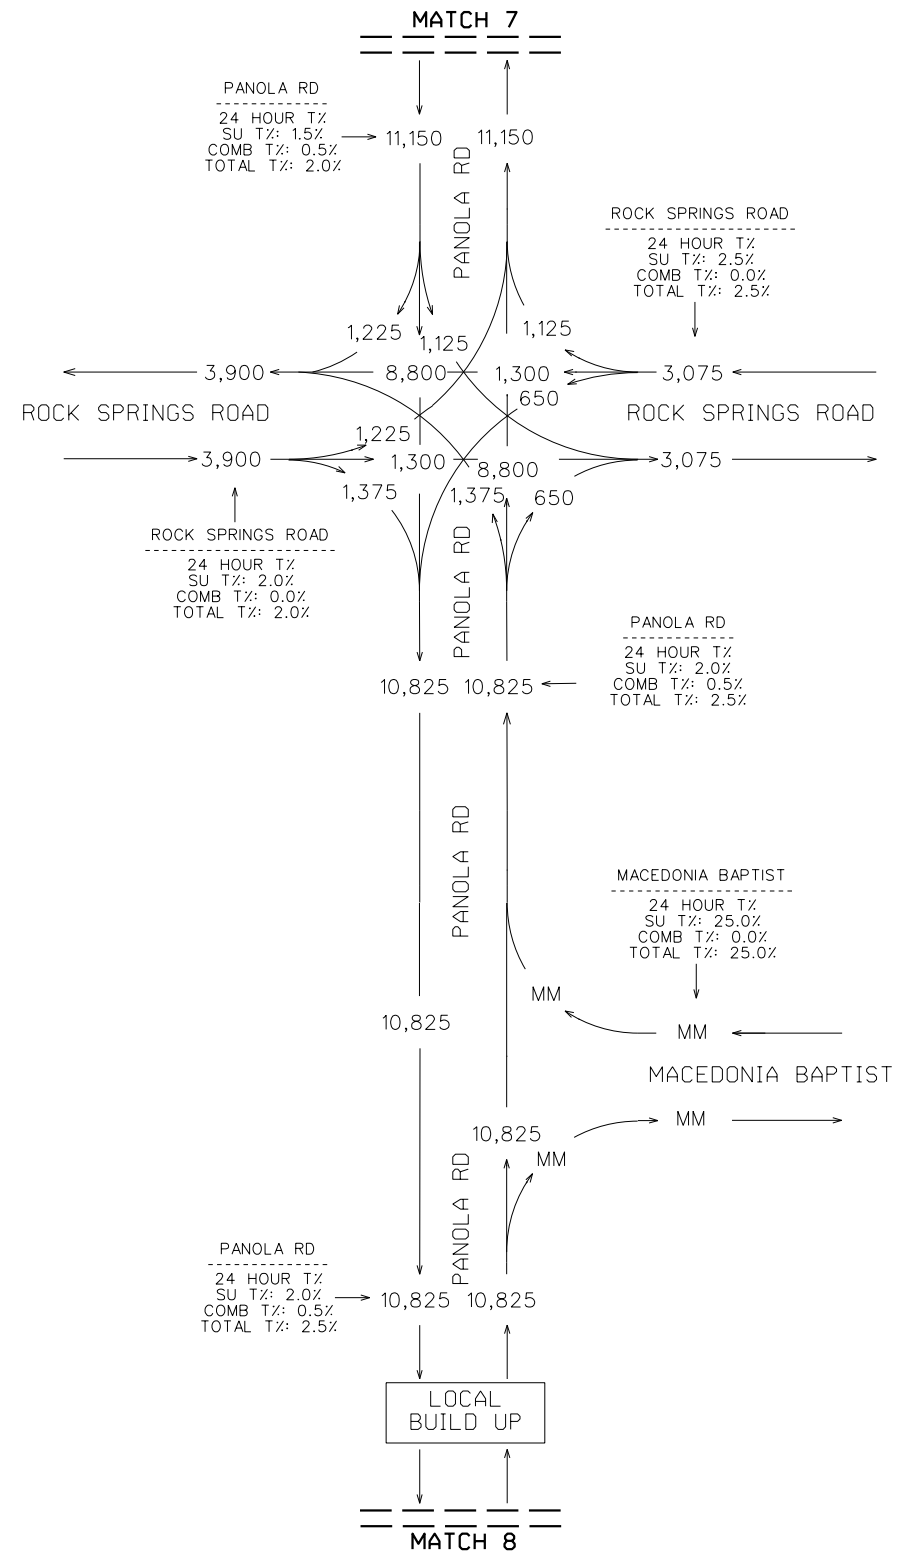 MATCH 7
PANOLA RD
24 HOUR T%
SU T%: 1.5%
COMB T%: 0.5%
TOTAL T%: 2.0%
11,150
11,150
PANOLA RD
ROCK SPRINGS ROAD
24 HOUR T%
SU T%: 2.5%
COMB T%: 0.0%
TOTAL T%: 2.5%
1,225
1,125
1,125
3,900
8,800
1,300
3,075
650
ROCK SPRINGS ROAD
ROCK SPRINGS ROAD
1,225
3,900
1,300
8,800
3,075
1,375
1,375
650
ROCK SPRINGS ROAD
24 HOUR T%
SU T%: 2.0%
COMB T%: 0.0%
TOTAL T%: 2.0%
PANOLA RD
PANOLA RD
24 HOUR T%
SU T%: 2.0%
COMB T%: 0.5%
TOTAL T%: 2.5%
10,825
10,825
PANOLA RD
MACEDONIA BAPTIST
24 HOUR T%
SU T%: 25.0%
COMB T%: 0.0%
TOTAL T%: 25.0%
MM
10,825
MM
MACEDONIA BAPTIST
MM
10,825
MM
PANOLA RD
PANOLA RD
24 HOUR T%
SU T%: 2.0%
COMB T%: 0.5%
TOTAL T%: 2.5%
10,825
10,825
LOCAL
BUILD UP
MATCH 8